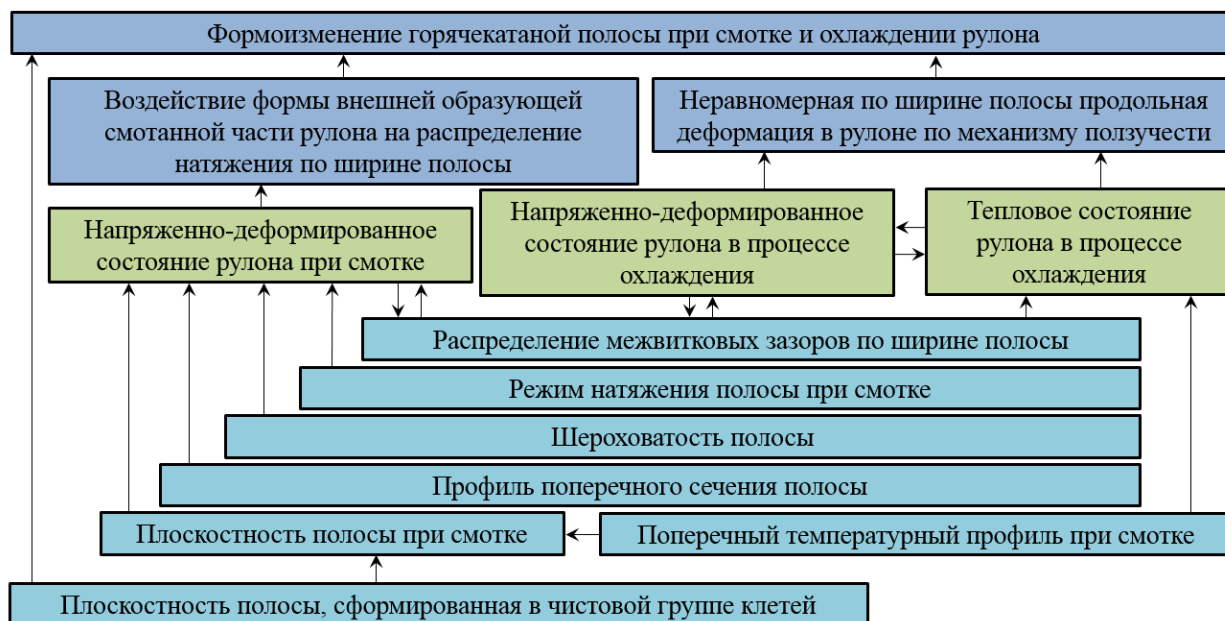 Формоизменение горячекатаной полосы при смотке и охлаждении рулона
Воздействие формы внешней образующей
смотанной части рулона на распределение
натяжения по ширине полосы
Неравномерная по ширине полосы продольная
деформация в рулоне по механизму ползучести
Напряженно-деформированное
состояние рулона при смотке
Напряженно-деформированное
состояние рулона в процессе
охлаждения
Тепловое состояние
рулона в процессе
охлаждения
Распределение межвитковых зазоров по ширине полосы
Режим натяжения полосы при смотке
Шероховатость полосы
Профиль поперечного сечения полосы
Плоскостность полосы при смотке
Поперечный температурный профиль при смотке
Плоскостность полосы, сформированная в чистовой группе клетей